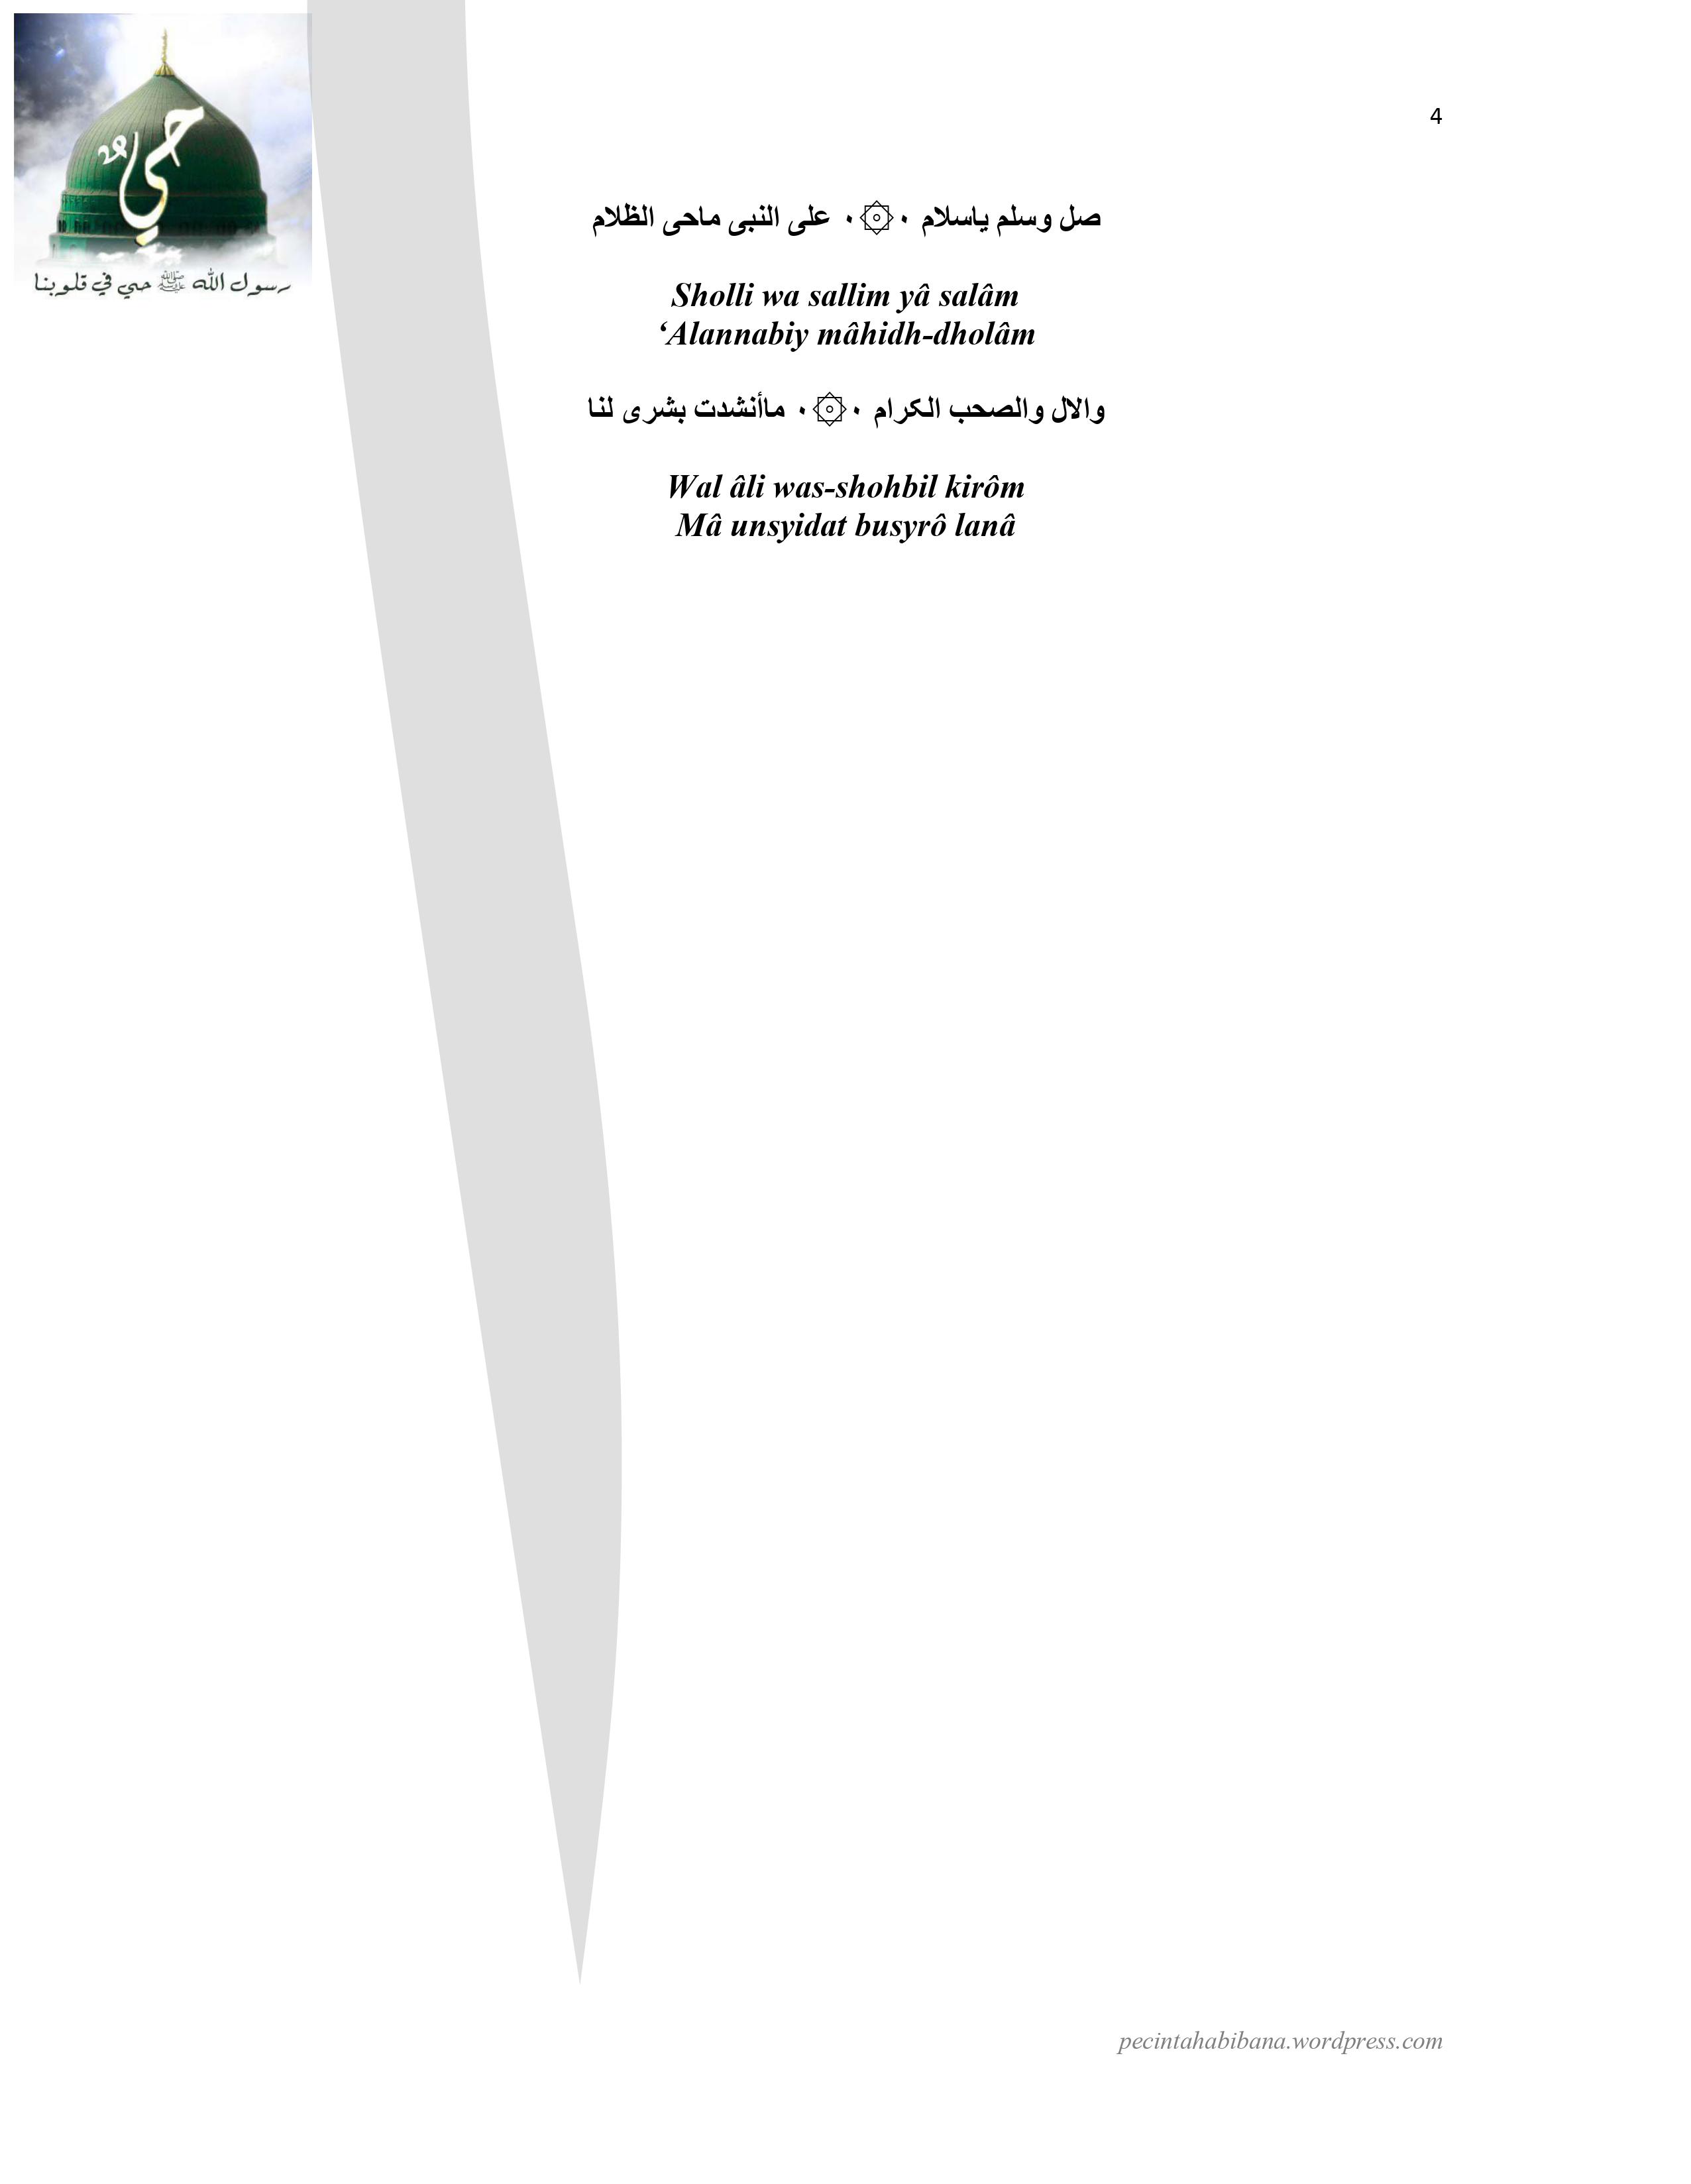 حيٌّ
رسول الله ﷺ حي في قلوبنا
4
صل وسلم ياسلام ۰۞۰ على النبى ماحى الظلام
Sholli wa sallim yâ salâm
‘Alannabiy mâhidh-dholâm
والال والصحب الكرام ۰۞۰ ماأنشدت بشرى لنا
Wal âli was-shohbil kirôm
Mâ unsyidat busyrô lanâ
pecintahabibana.wordpress.com